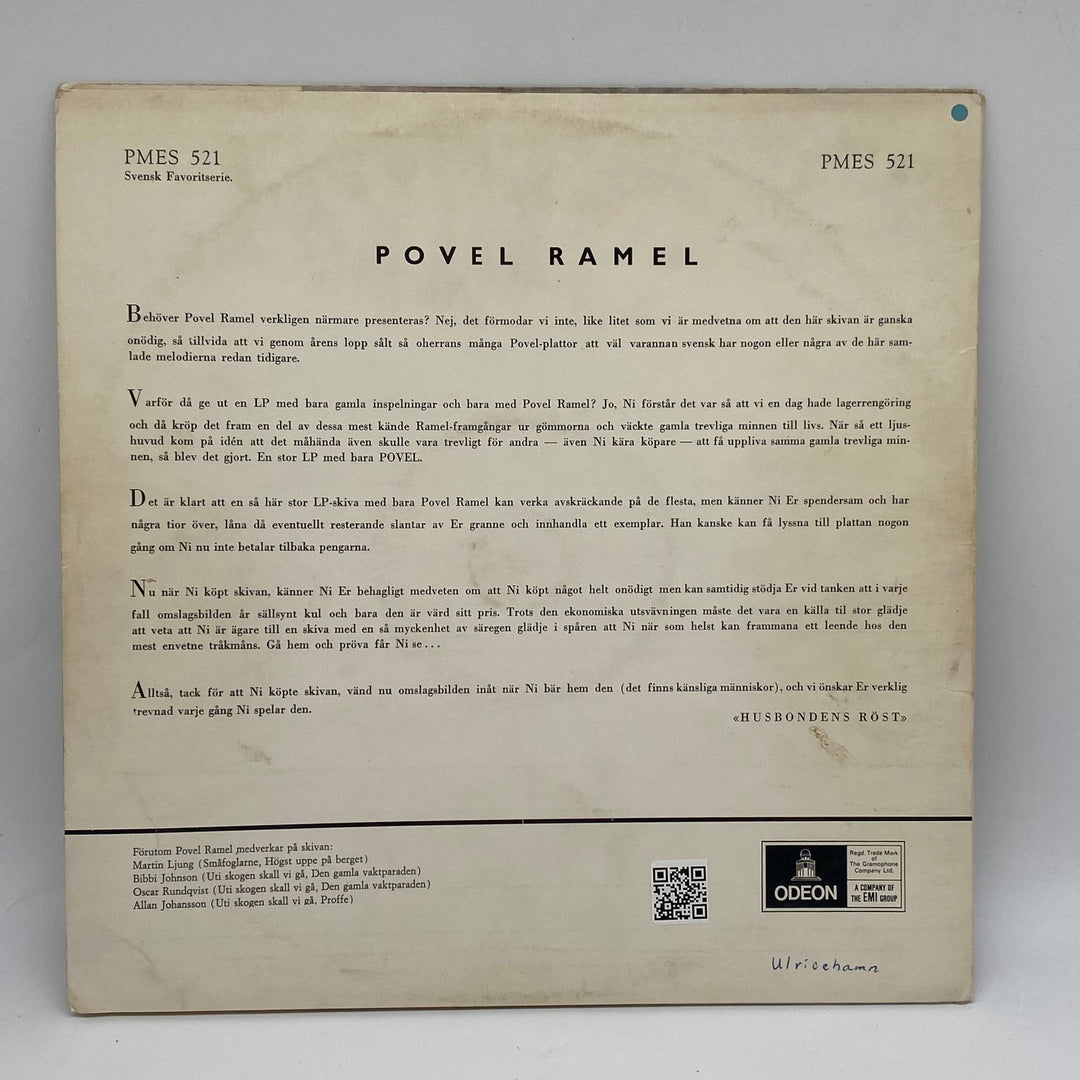 PMES 521
PMES 521
Svensk Favoritserie.
POVEL RAMEL
Behöver Povel Ramel verkligen närmare presenteras? Nej, det förmodar vi inte, like litet som vi är medvetna om att den här skivan är ganska
onödig, så tillvida att vi genom årens lopp sålt så oherrans många Povel-plattor att väl varannan svensk har nogon eller några av de här sam-
lade melodierna redan tidigare.
Varför då ge ut en LP med bara gamla inspelningar och bara med Povel Ramel? Jo, Ni förstår det var så att vi en dag hade lagerrengöring
och då kröp det fram en del av dessa mest kände Ramel-framgångar ur gömmorna och väckte gamla trevliga minnen till livs. När så ett ljus-
huvud kom på idén att det måhända även skulle vara trevligt för andra — även Ni kära köpare — att få uppliva samma gamla trevliga min-
nen, så blev det gjort. En stor LP med bara POVEL.
Det är klart att en så här stor LP-skiva med bara Povel Ramel kan verka avskräckande på de flesta, men känner Ni Er spendersam och har
några tior över, låna då eventuellt resterande slantar av Er granne och innhandla ett exemplar. Han kanske kan få lyssna till plattan nogon
gång om Ni nu inte betalar tilbaka pengarna.
Nu när Ni köpt skivan, känner Ni Er behagligt medveten om att Ni köpt något helt onödigt men kan samtidig stödja Er vid tanken att i varje
fall omslagsbilden år sällsynt kul och bara den är värd sitt pris. Trots den ekonomiska utsvävningen måste det vara en källa til stor glädje
att veta att Ni är ägare till en skiva med en så myckenhet av säregen glädje i spåren att Ni när som helst kan frammana ett leende hos den
mest envetne tråkmåns. Gå hem och pröva får Ni se...
Alltså, tack för att Ni köpte skivan, vänd nu omslagsbilden inåt när Ni bär hem den (det finns känsliga människor), och vi önskar Er verklig
trevnad varje gång Ni spelar den.
«HUSBONDENS RÖST»
Förutom Povel Ramel medverkar på skivan:
Martin Ljung (Småfoglarne, Högst uppe på berget)
Bibbi Johnson (Uti skogen skall vi gå, Den gamla vaktparaden)
Oscar Rundqvist (Uti skogen skall vi gå, Den gamla vaktparaden)
Allan Johansson (Uti skogen skall vi gå, Proffe)
ODEON
Regd. Trade Mark
of
The Gramophone
Company Ltd.
A COMPANY OF
THE EMI GROUP
Ulricehamn